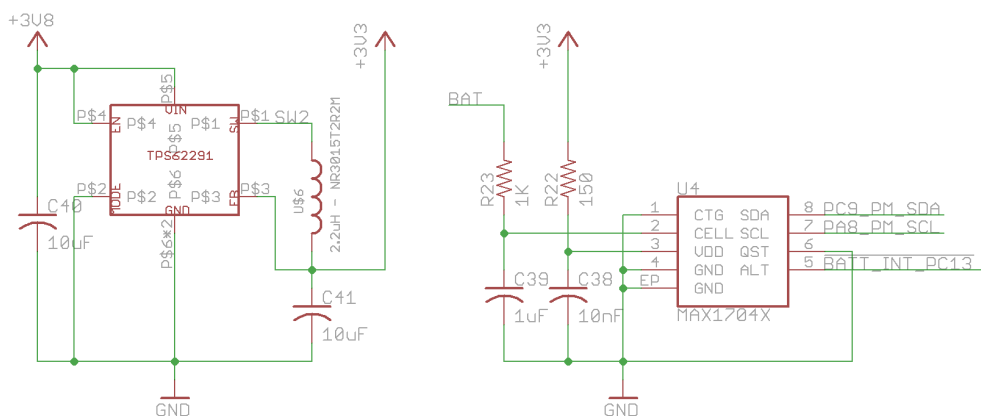 +3V8
+3V3
P$5
VIN
P$4
EN
P$4
P$5
P$1
SW
P$1
SW2
TPS62291
P$2
MODE
P$2
P$6
P$3
FB
P$3
GND
P$6*2
U$6
2.2uH - NR3015T2R2M
C40
10uF
C41
10uF
GND
+3V3
BAT
R23
1K
R22
150
U4
1 CTG SDA 8 PC9_PM_SDA
2 CELL SCL 7 PA8_PM_SCL
3 VDD QST 6
4 GND ALT 5 BATT_INT_PC13
EP GND
MAX1704X
C39
1uF
C38
10nF
GND